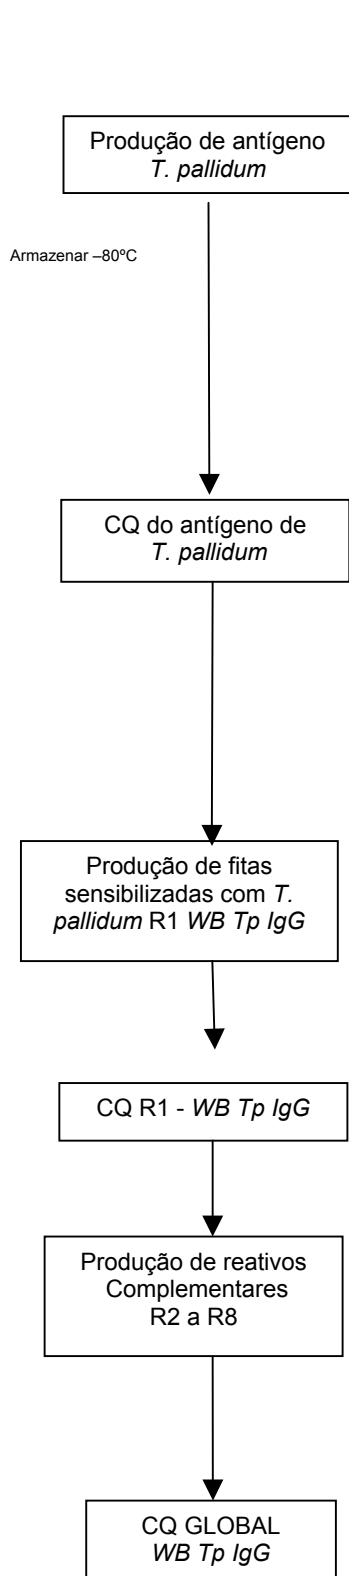 Produção de antígeno
T. pallidum
Armazenar –80ºC
CQ do antígeno de
T. pallidum
Produção de fitas
sensibilizadas com T.
pallidum R1 WB Tp IgG
CQ R1 - WB Tp IgG
Produção de reativos
Complementares
R2 a R8
CQ GLOBAL
WB Tp IgG